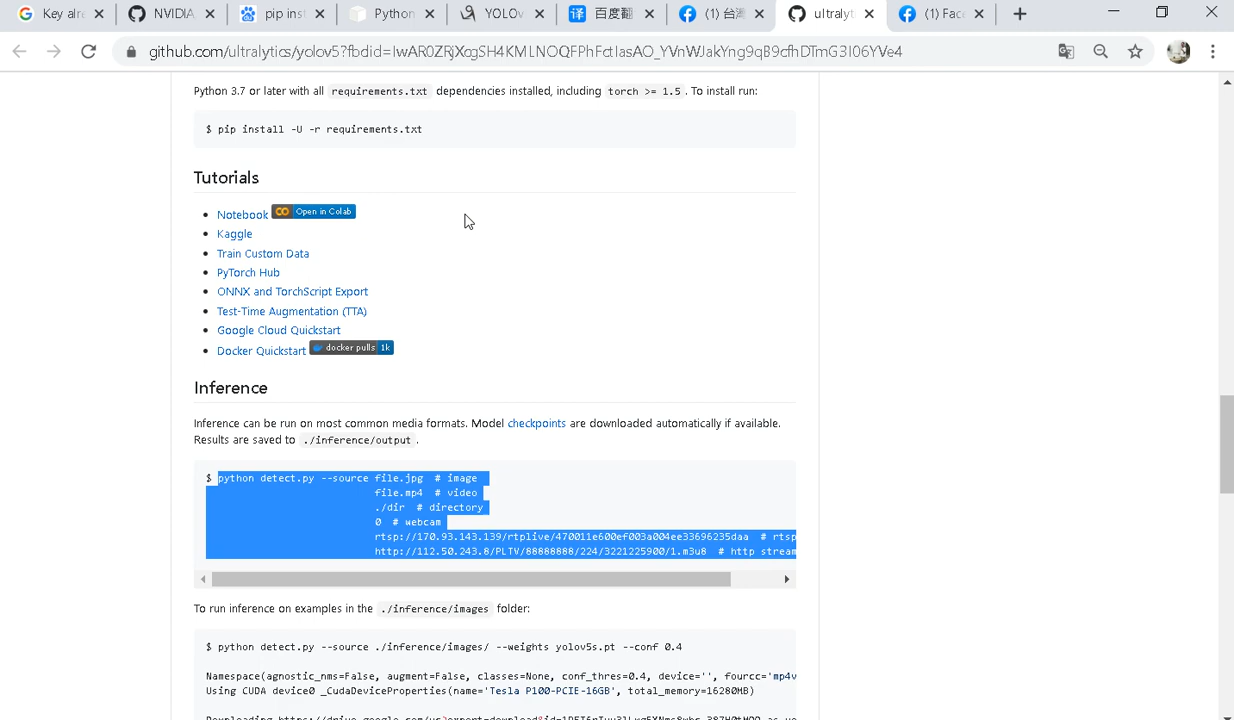 Key alre
NVIDIA
pip inst
Python
YOLOv
百度翻
(1) 台灣
ultralyti
(1) Face
github.com/ultralytics/yolov5?fbclid=IwAR0ZRjXcgSH4KMLNOQFPhFctIasAO_YVnWJakYng9qB9cfhDTmG3I06YVe4
Python 3.7 or later with all requirements.txt dependencies installed, including torch >= 1.5 . To install run:
$ pip install -U -r requirements.txt
Tutorials
Notebook Open in Colab
Kaggle
Train Custom Data
PyTorch Hub
ONNX and TorchScript Export
Test-Time Augmentation (TTA)
Google Cloud Quickstart
Docker Quickstart docker pulls 1k
Inference
Inference can be run on most common media formats. Model checkpoints are downloaded automatically if available.
Results are saved to ./inference/output .
$ python detect.py --source file.jpg # image
file.mp4 # video
./dir # directory
0 # webcam
rtsp://170.93.143.139/rtplive/470011e600ef003a004ee33696235daa # rtsp
http://112.50.243.8/PLTV/88888888/224/3221225900/1.m3u8 # http stream
To run inference on examples in the ./inference/images folder:
$ python detect.py --source ./inference/images/ --weights yolov5s.pt --conf 0.4
Namespace(agnostic_nms=False, augment=False, classes=None, conf_thres=0.4, device='', fourcc='mp4v
Using CUDA device0 _CudaDeviceProperties(name='Tesla P100-PCIE-16GB', total_memory=16280MB)